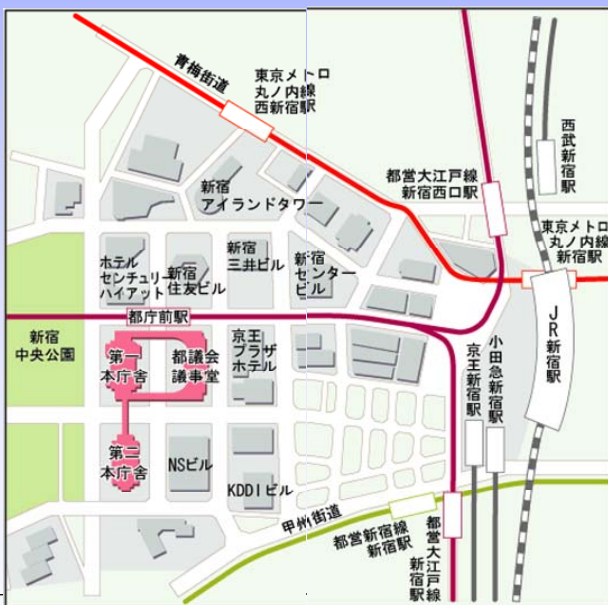 青梅街道
東京メトロ
丸ノ内線
西新宿駅
西武新宿駅
都営大江戸線
新宿西口駅
新宿
アイランドタワー
東京メトロ
丸ノ内線
新宿駅
ホテル
センチュリー
ハイアット
新宿
住友ビル
新宿
三井ビル
新宿
センター
ビル
都庁前駅
JR新宿駅
小田急新宿駅
京王新宿駅
新宿
中央公園
第一
本庁舎
都議会
議事堂
京王
プラザ
ホテル
第二
本庁舎
NSビル
KDDIビル
甲州街道
都営新宿線
新宿駅
都営大江戸線
新宿駅